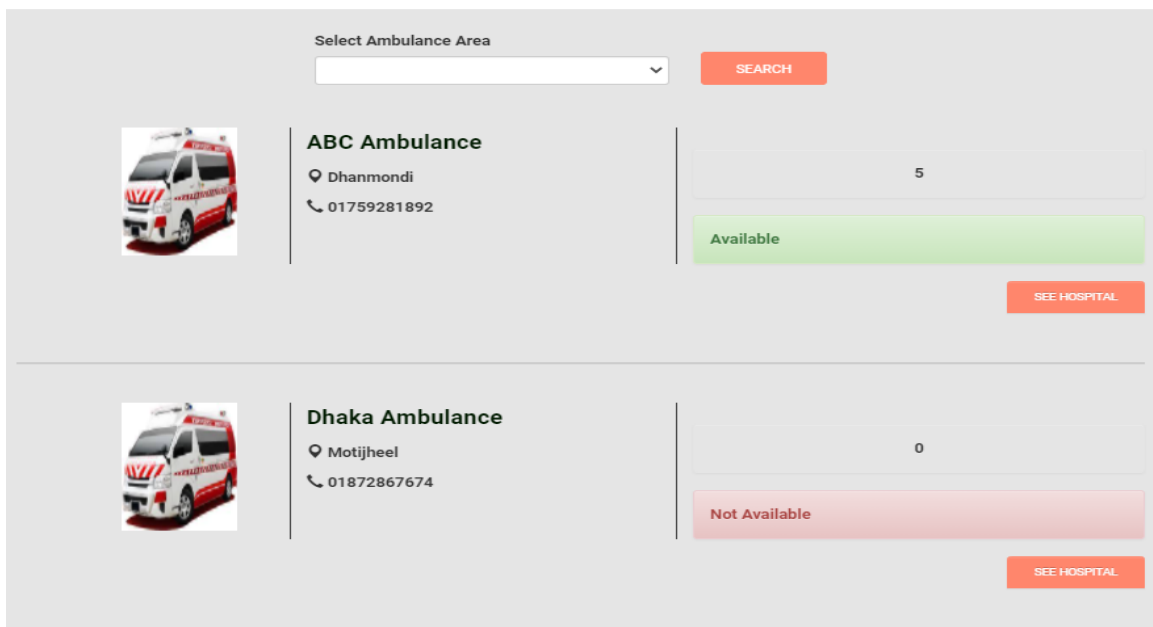 Select Ambulance Area
SEARCH
ABC Ambulance
Dhanmondi
01759281892
5
Available
SEE HOSPITAL
Dhaka Ambulance
Motijheel
01872867674
0
Not Available
SEE HOSPITAL